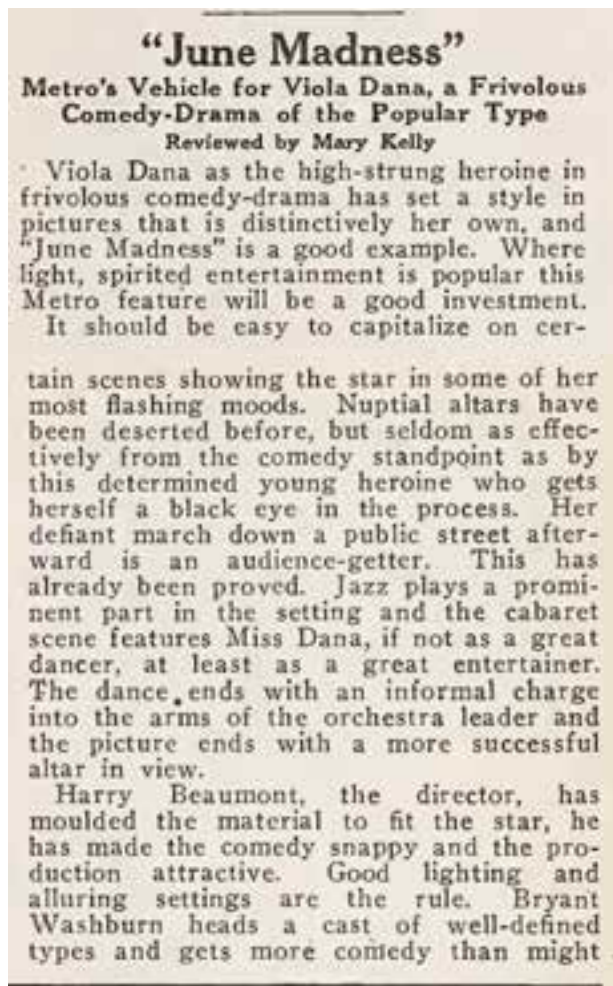 “June Madness”
Metro’s Vehicle for Viola Dana, a Frivolous
Comedy-Drama of the Popular Type
Reviewed by Mary Kelly
Viola Dana as the high-strung heroine in
frivolous comedy-drama has set a style in
pictures that is distinctively her own, and
“June Madness” is a good example. Where
light, spirited entertainment is popular this
Metro feature will be a good investment.
It should be easy to capitalize on cer-
tain scenes showing the star in some of her
most flashing moods. Nuptial altars have
been deserted before, but seldom as effec-
tively from the comedy standpoint as by
this determined young heroine who gets
herself a black eye in the process. Her
defiant march down a public street after-
ward is an audience-getter. This has
already been proved. Jazz plays a promi-
nent part in the setting and the cabaret
scene features Miss Dana, if not as a great
dancer, at least as a great entertainer.
The dance ends with an informal charge
into the arms of the orchestra leader and
the picture ends with a more successful
altar in view.
Harry Beaumont, the director, has
moulded the material to fit the star, he
has made the comedy snappy and the pro-
duction attractive. Good lighting and
alluring settings are the rule. Bryant
Washburn heads a cast of well-defined
types and gets more comedy than might